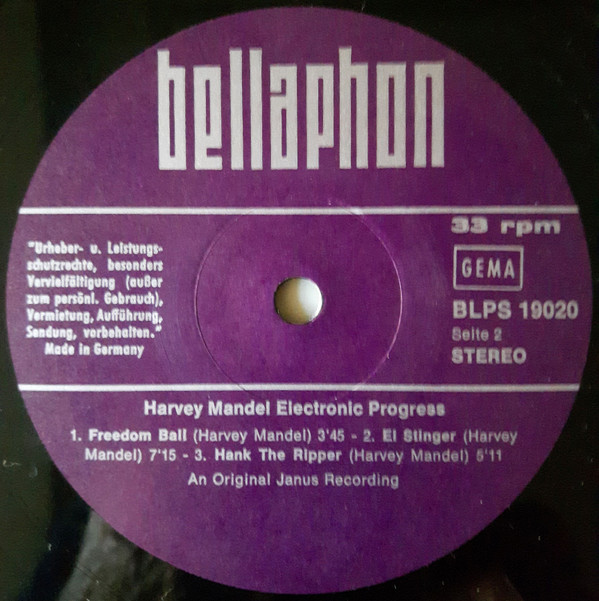 bellaphon
33 rpm
GEMA
BLPS 19020
Seite 2
STEREO
"Urheber- u. Leistungs-
schutzrechte, besonders
Vervielfältigung (außer
zum persönl. Gebrauch),
Vermietung, Aufführung,
Sendung, vorbehalten."
Made in Germany
Harvey Mandel Electronic Progress
1. Freedom Ball (Harvey Mandel) 3'45 - 2. El Stinger (Harvey
Mandel) 7'15 - 3. Hank The Ripper (Harvey Mandel) 5'11
An Original Janus Recording